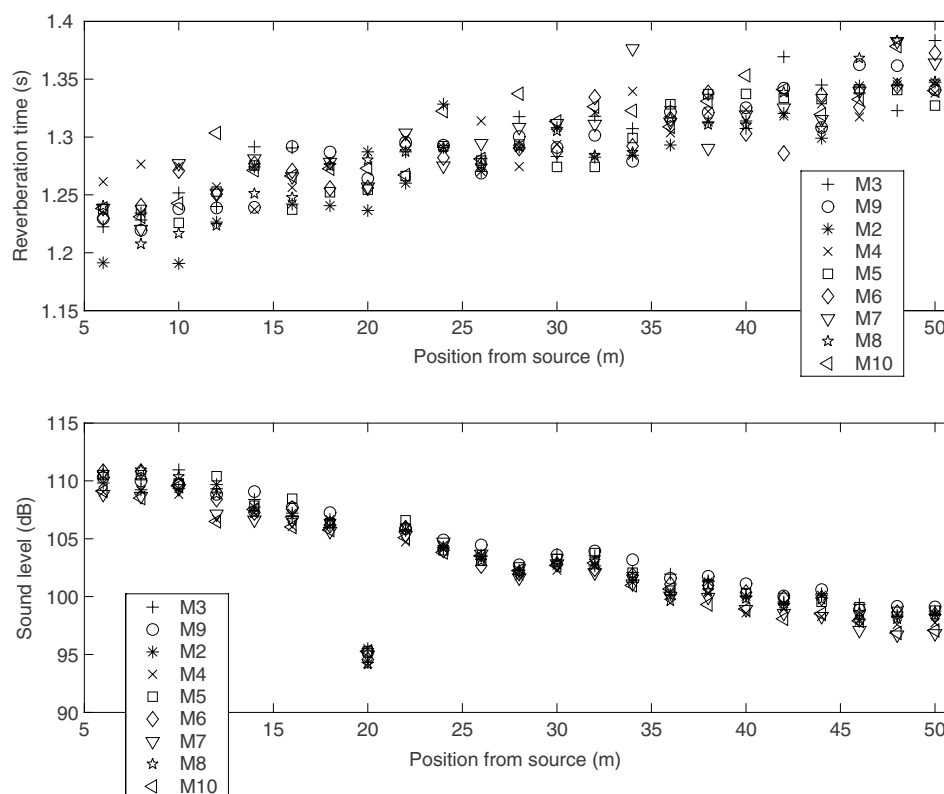 1.4
1.35
1.3
1.25
1.2
1.15
Reverberation time (s)
5 10 15 20 25 30 35 40 45 50
Position from source (m)
M3
M9
M2
M4
M5
M6
M7
M8
M10
115
110
105
100
95
90
Sound level (dB)
5 10 15 20 25 30 35 40 45 50
Position from source (m)
M3
M9
M2
M4
M5
M6
M7
M8
M10